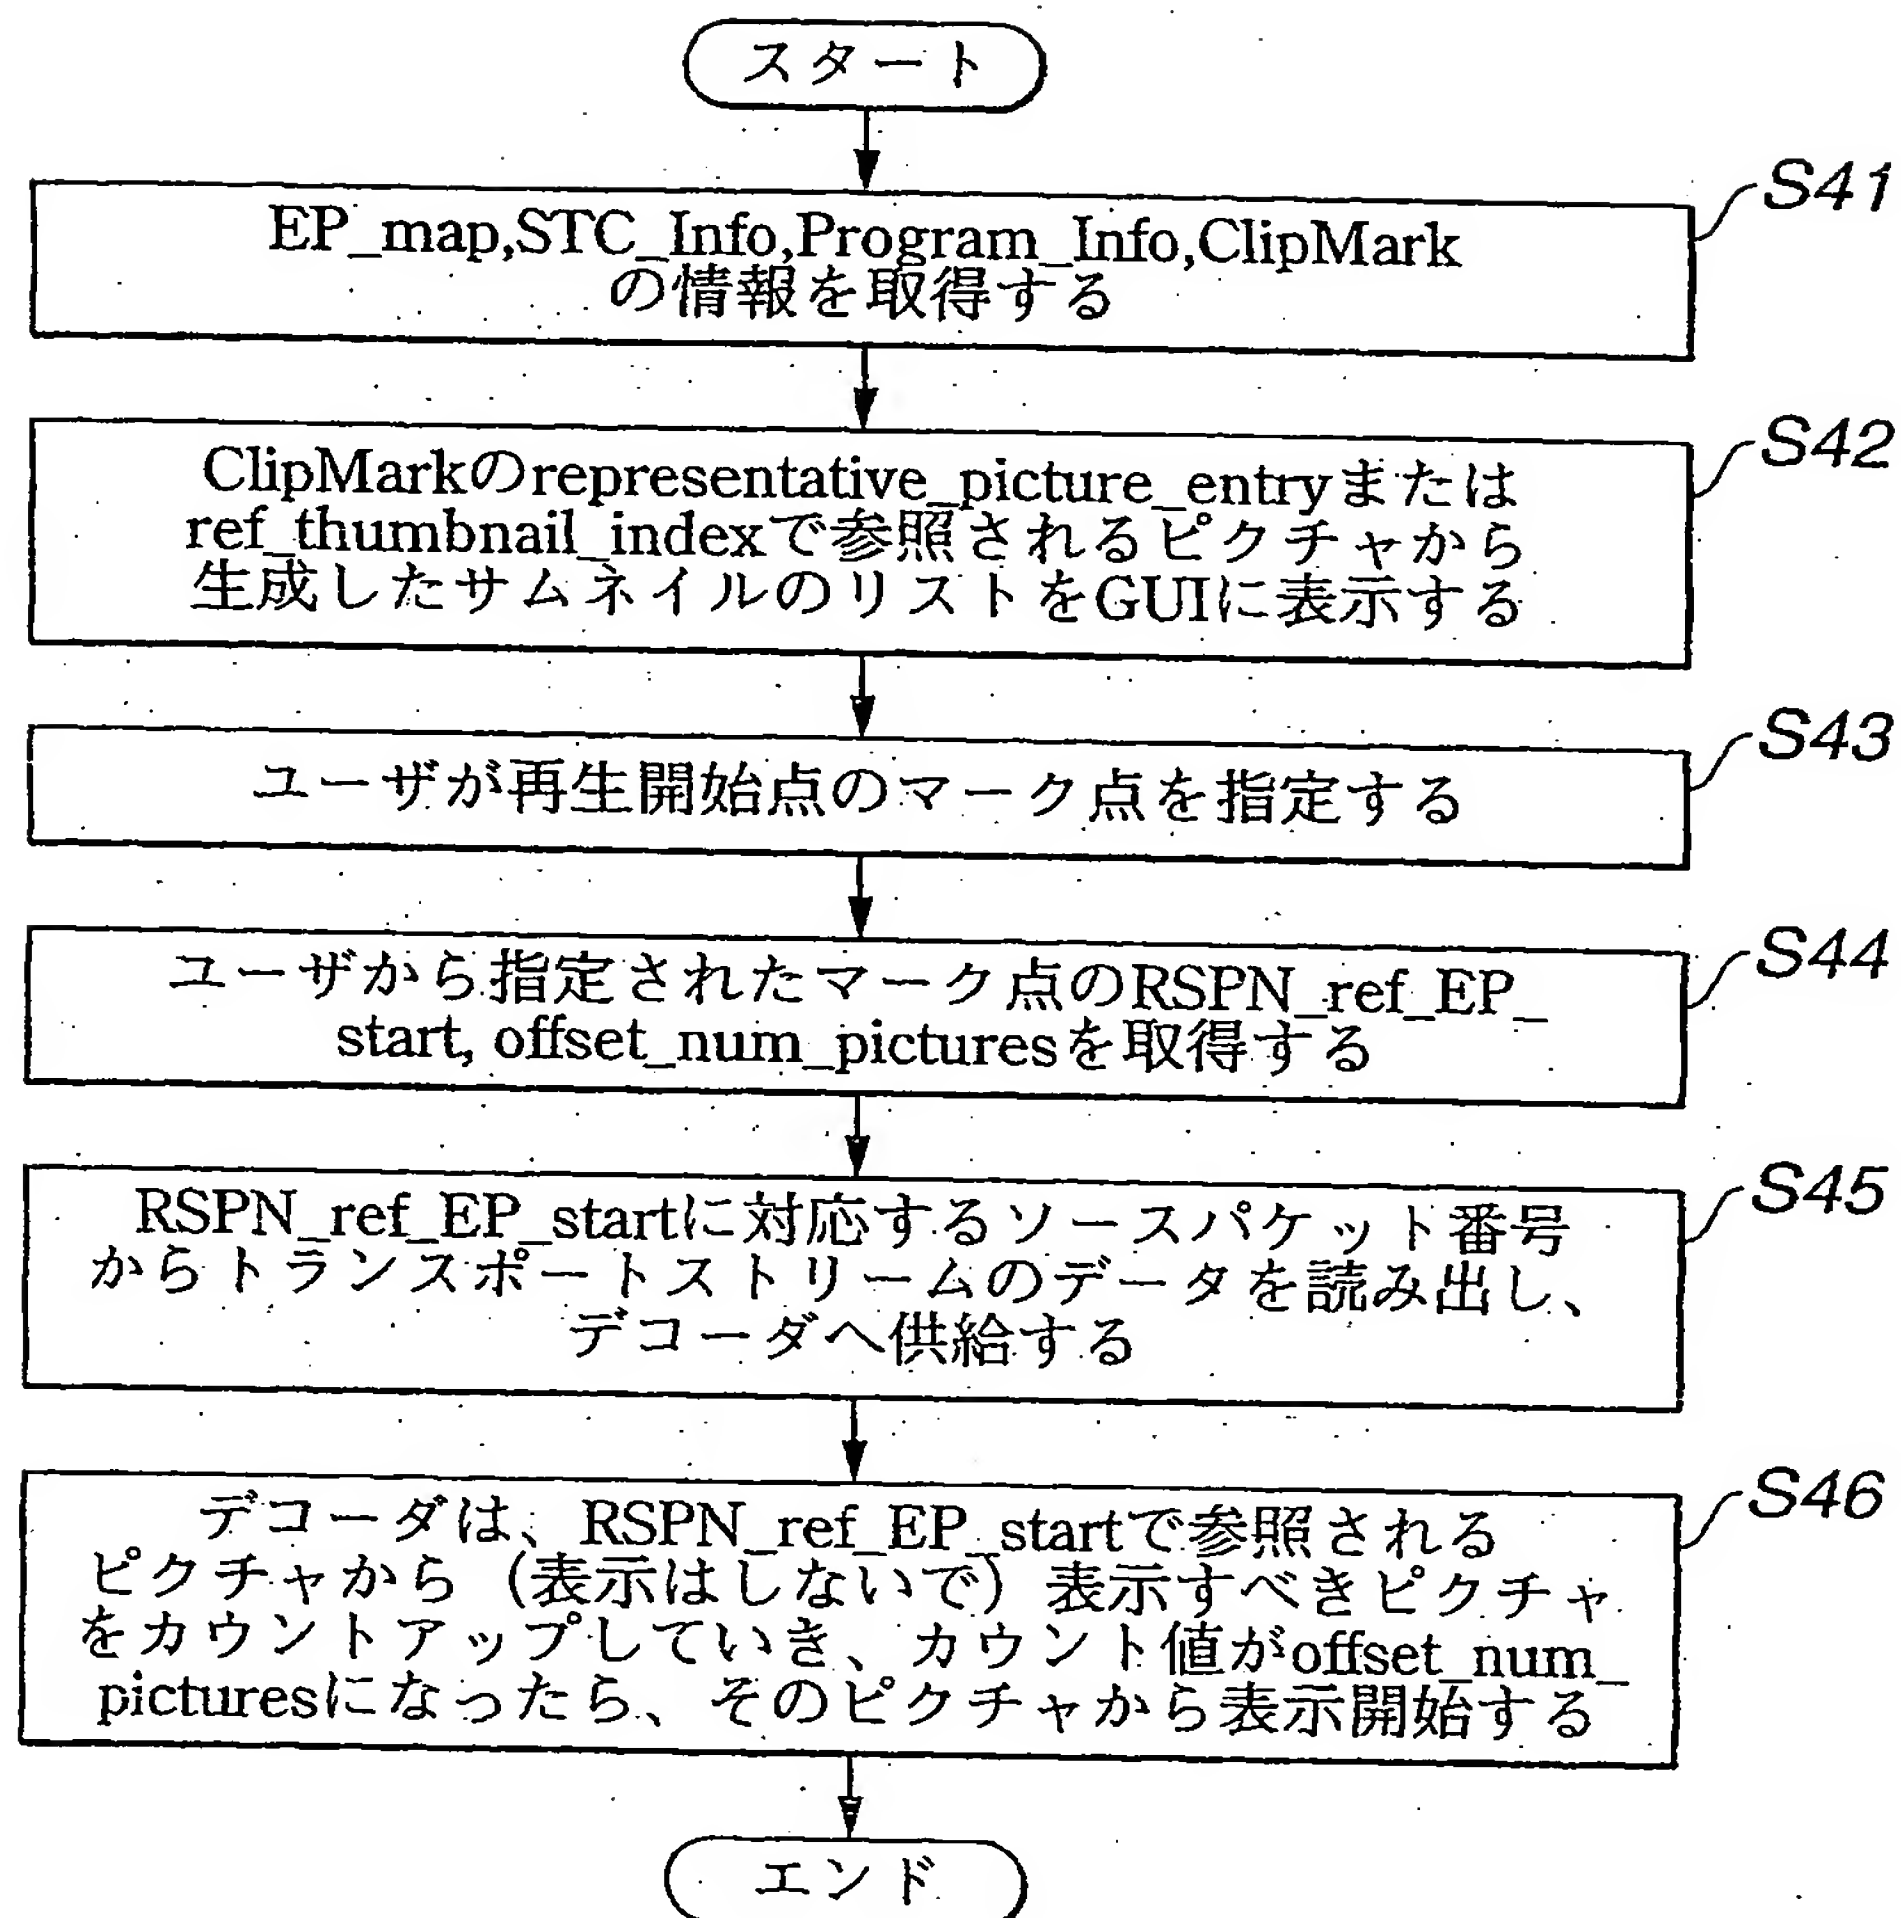 スタート
S41
EP_map,STC_Info,Program_Info,ClipMark
の情報を取得する
S42
ClipMarkのrepresentative_picture_entryまたは
ref_thumbnail_indexで参照されるピクチャから
生成したサムネイルのリストをGUIに表示する
S43
ユーザが再生開始点のマーク点を指定する
S44
ユーザから指定されたマーク点のRSPN_ref_EP_
start, offset_num_picturesを取得する
S45
RSPN_ref_EP_startに対応するソースパケット番号
からトランスポートストリームのデータを読み出し、
デコーダへ供給する
S46
デコーダは、RSPN_ref_EP_startで参照される
ピクチャから（表示はしないで）表示すべきピクチャ
をカウントアップしていき、カウント値がoffset_num_
picturesになったら、そのピクチャから表示開始する
エンド